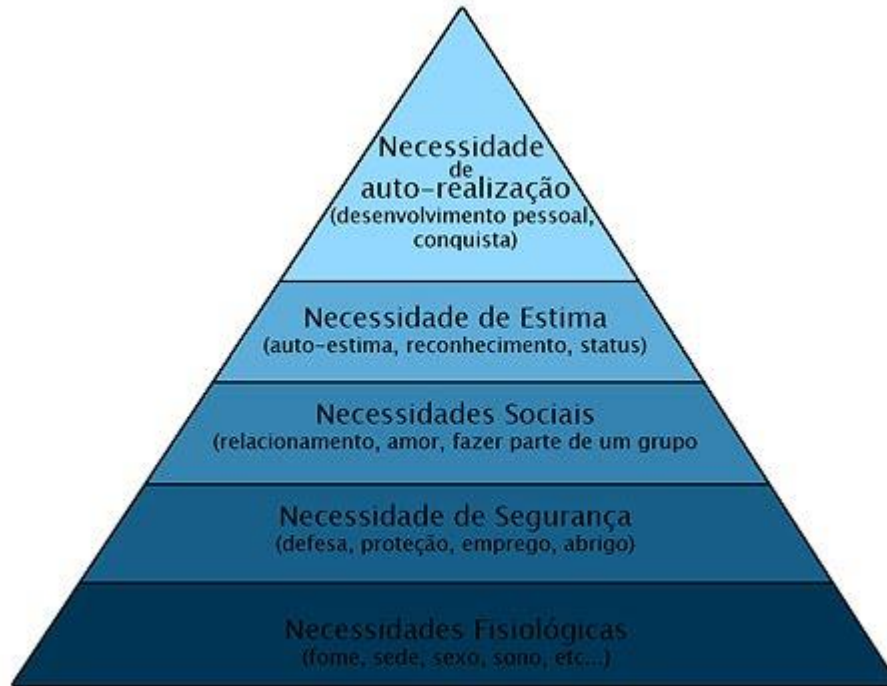 Necessidade
de
auto-realização
(desenvolvimento pessoal,
conquista)
Necessidade de Estima
(auto-estima, reconhecimento, status)
Necessidades Sociais
(relacionamento, amor, fazer parte de um grupo
Necessidade de Segurança
(defesa, proteção, emprego, abrigo)
Necessidades Fisiológicas
(fome, sede, sexo, sono, etc...)